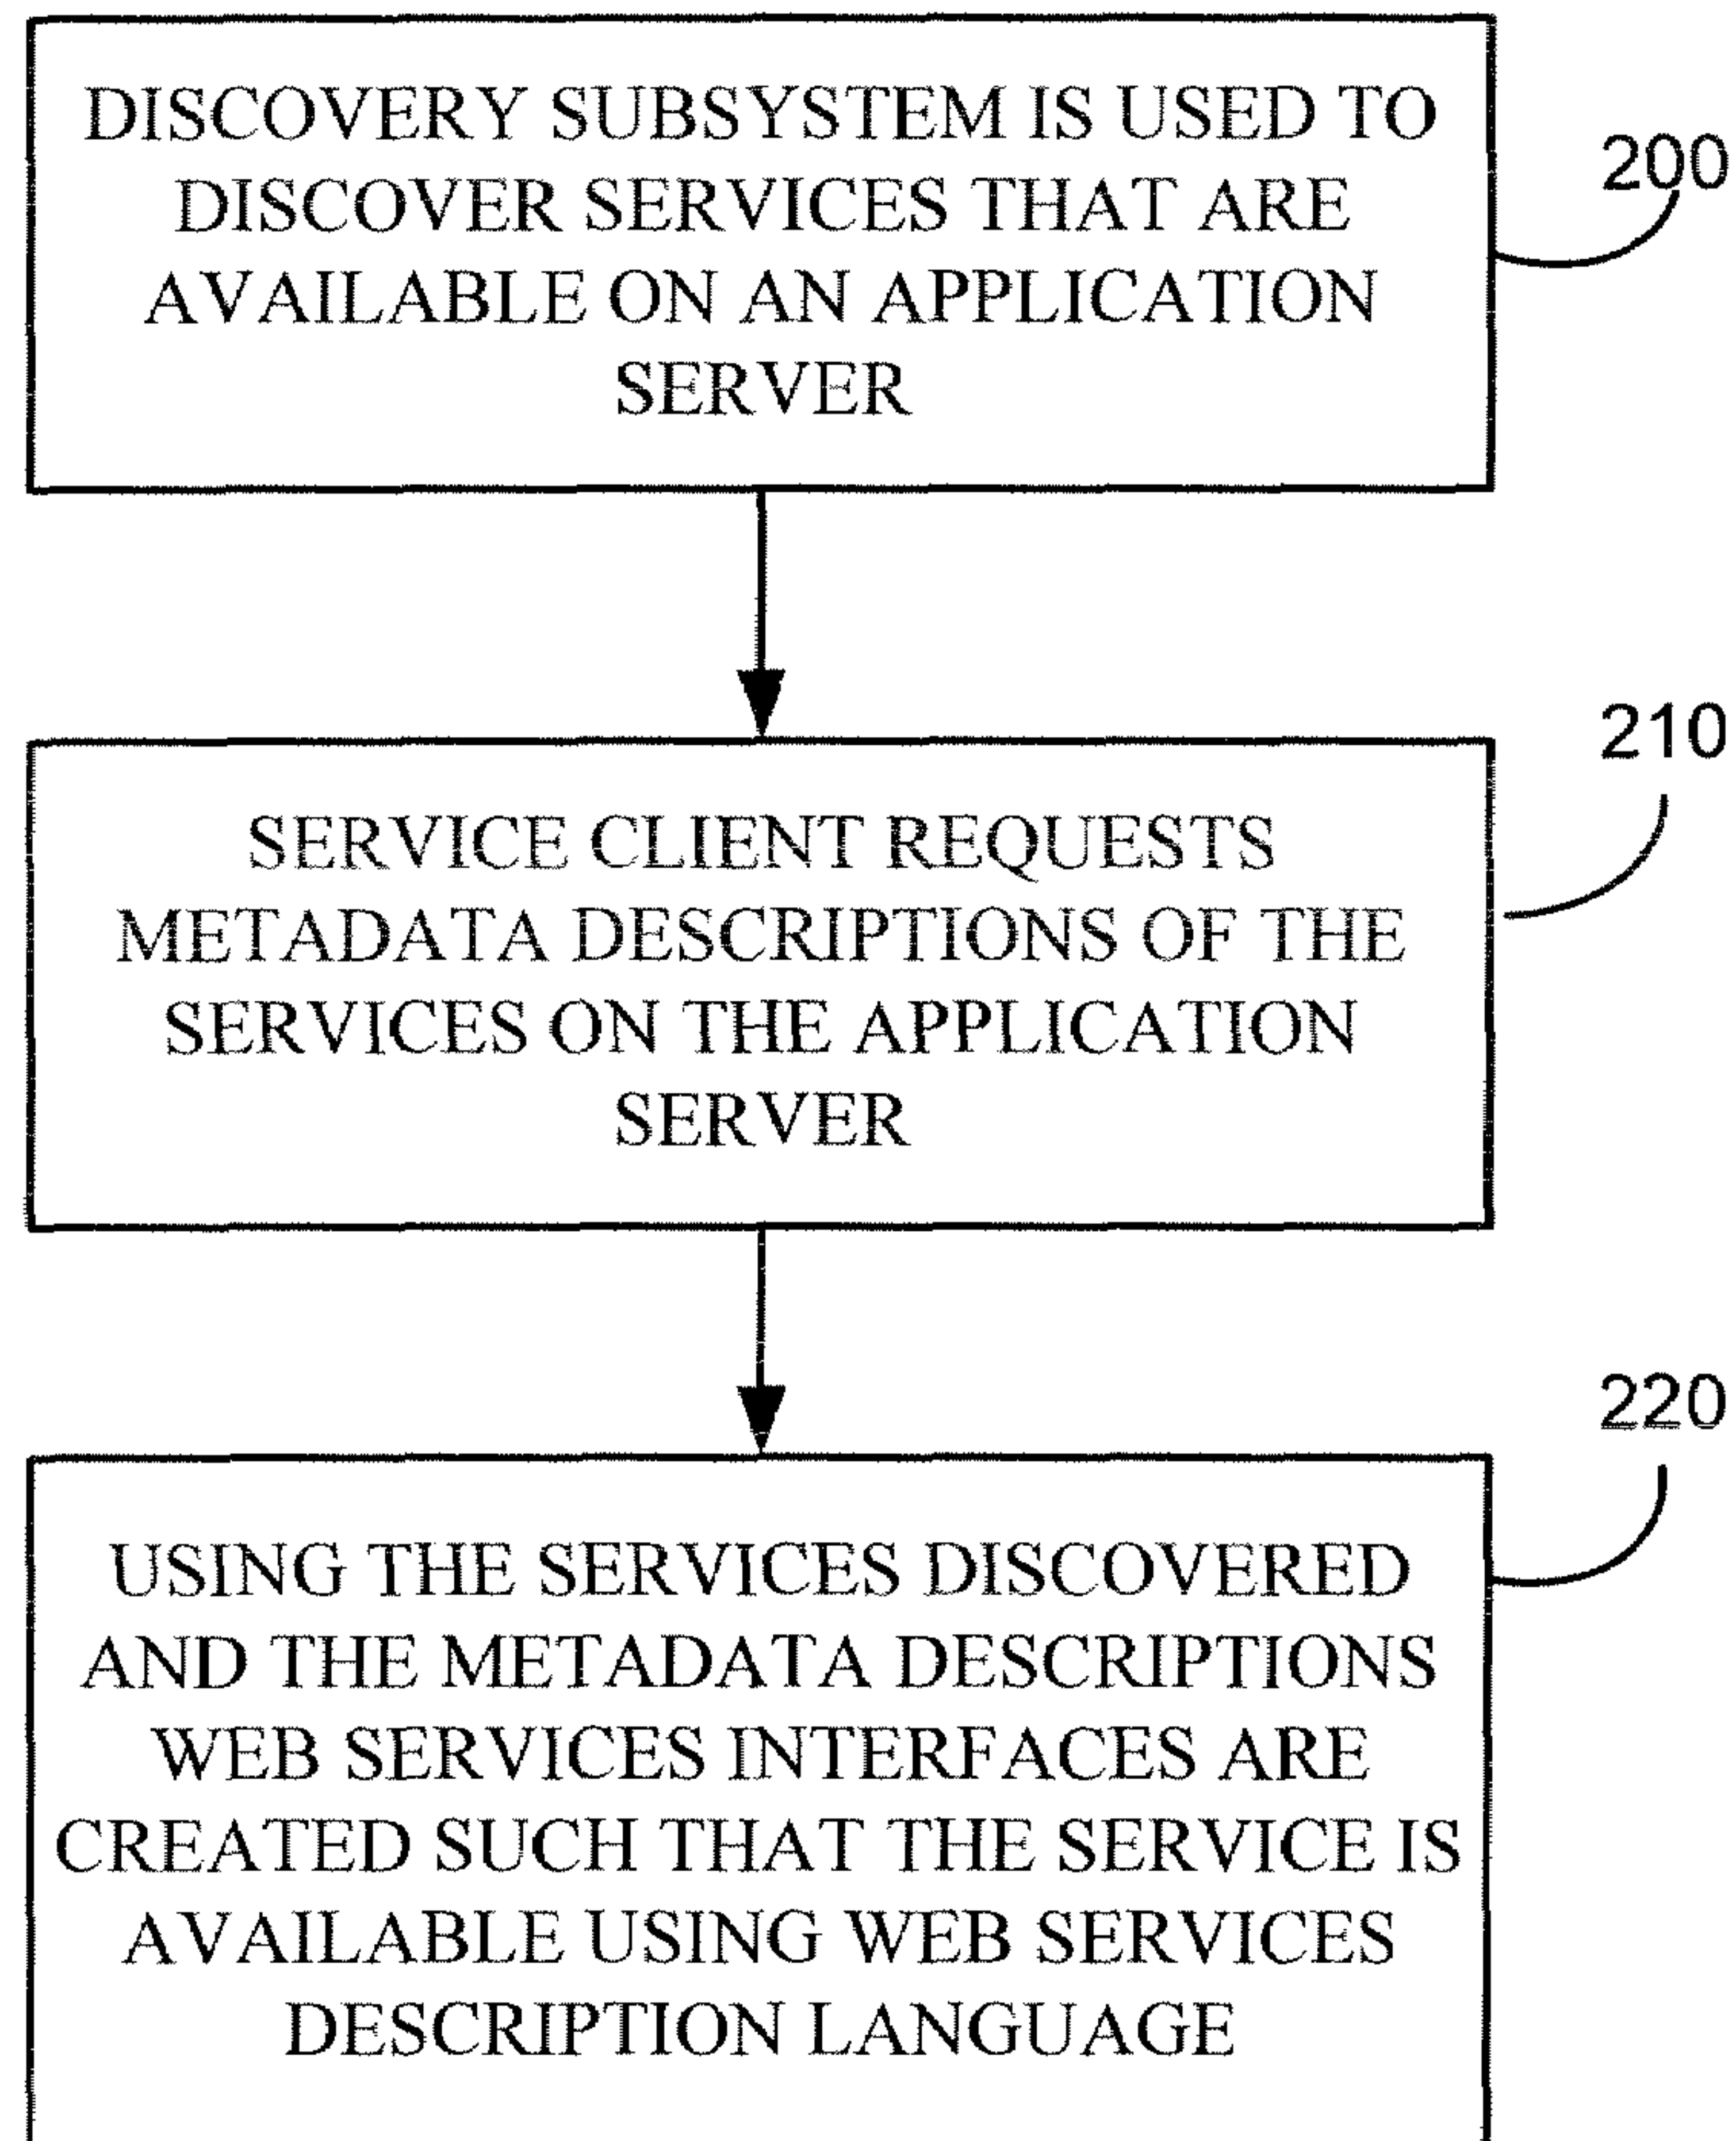 DISCOVERY SUBSYSTEM IS USED TO
DISCOVER SERVICES THAT ARE
AVAILABLE ON AN APPLICATION
SERVER
200
SERVICE CLIENT REQUESTS
METADATA DESCRIPTIONS OF THE
SERVICES ON THE APPLICATION
SERVER
210
USING THE SERVICES DISCOVERED
AND THE METADATA DESCRIPTIONS
WEB SERVICES INTERFACES ARE
CREATED SUCH THAT THE SERVICE IS
AVAILABLE USING WEB SERVICES
DESCRIPTION LANGUAGE
220